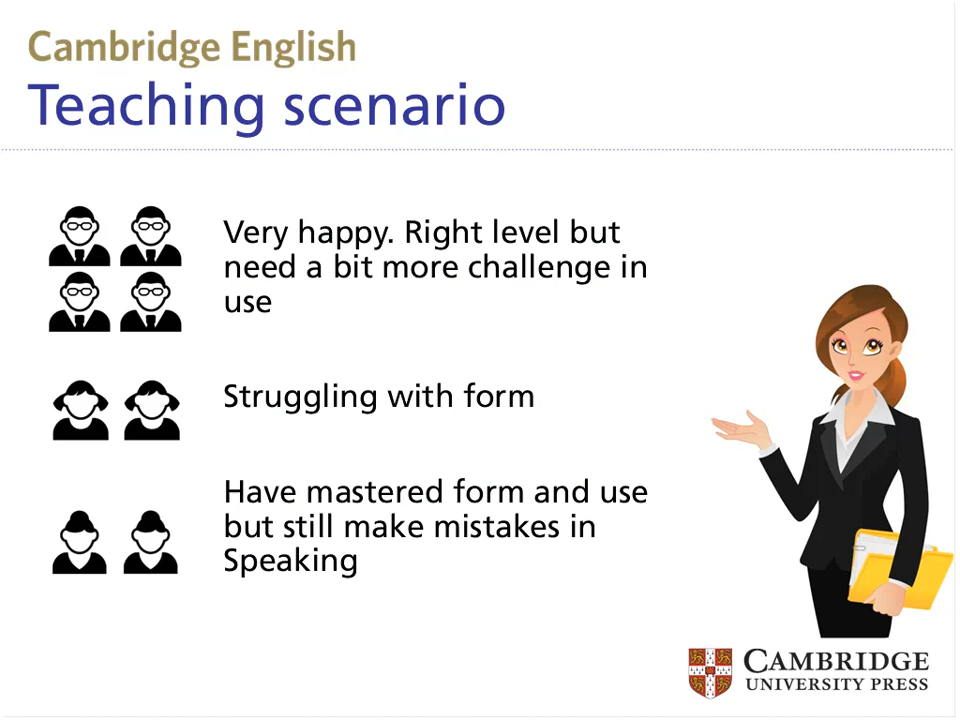 Cambridge English
Teaching scenario
Very happy. Right level but
need a bit more challenge in
use
Struggling with form
Have mastered form and use
but still make mistakes in
Speaking
CAMBRIDGE
UNIVERSITY PRESS